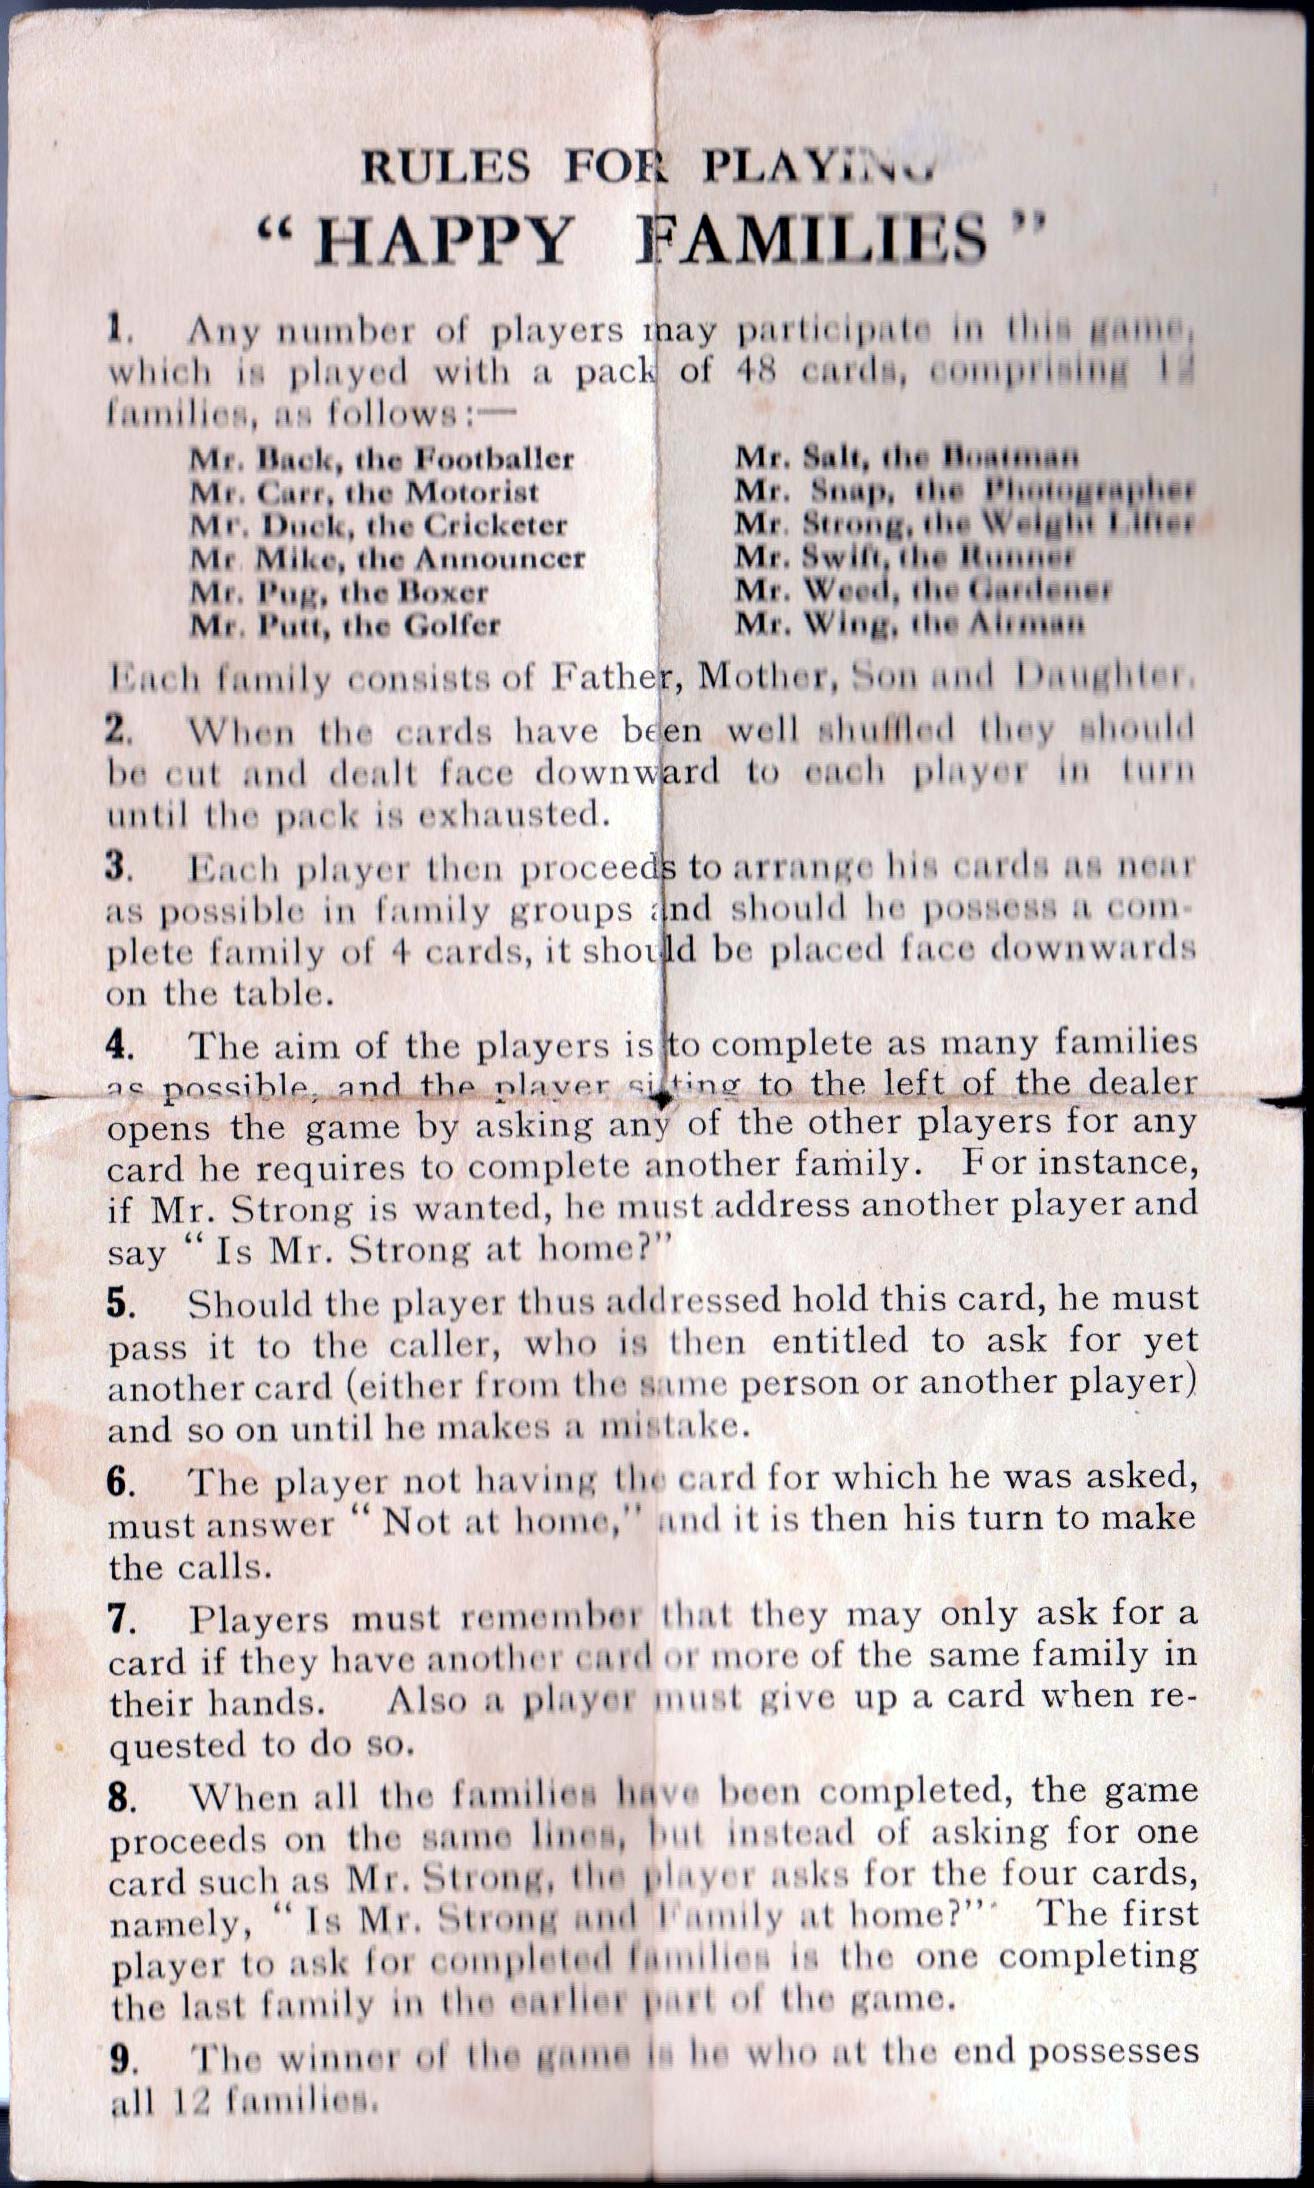 RULES FOR PLAYING
“HAPPY FAMILIES”
1. Any number of players may participate in this game,
which is played with a pack of 48 cards, comprising 12
families, as follows:—
Mr. Back, the Footballer
Mr. Carr, the Motorist
Mr. Duck, the Cricketer
Mr. Mike, the Announcer
Mr. Pug, the Boxer
Mr. Putt, the Golfer
Mr. Salt, the Boatman
Mr. Snap, the Photographer
Mr. Strong, the Weight Lifter
Mr. Swift, the Runner
Mr. Weed, the Gardener
Mr. Wing, the Airman
Each family consists of Father, Mother, Son and Daughter.
2. When the cards have been well shuffled they should
be cut and dealt face downward to each player in turn
until the pack is exhausted.
3. Each player then proceeds to arrange his cards as near
as possible in family groups and should he possess a com-
plete family of 4 cards, it should be placed face downwards
on the table.
4. The aim of the players is to complete as many families
as possible, and the player sitting to the left of the dealer
opens the game by asking any of the other players for any
card he requires to complete another family. For instance,
if Mr. Strong is wanted, he must address another player and
say “Is Mr. Strong at home?”
5. Should the player thus addressed hold this card, he must
pass it to the caller, who is then entitled to ask for yet
another card (either from the same person or another player)
and so on until he makes a mistake.
6. The player not having the card for which he was asked,
must answer “Not at home,” and it is then his turn to make
the calls.
7. Players must remember that they may only ask for a
card if they have another card or more of the same family in
their hands. Also a player must give up a card when re-
quested to do so.
8. When all the families have been completed, the game
proceeds on the same lines, but instead of asking for one
card such as Mr. Strong, the player asks for the four cards,
namely, “Is Mr. Strong and Family at home?” The first
player to ask for completed families is the one completing
the last family in the earlier part of the game.
9. The winner of the game is he who at the end possesses
all 12 families.